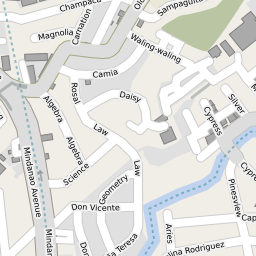 Champaca
Carnation
Sampaguita
Magnolia
Waling-waling
Camia
Rosal
Daisy
Algebra
Silver
Cypress
Law
Algebra
Mindanao Avenue
Science
Law
Geometry
Pinesview
Don Vicente
Aries
Rodriguez